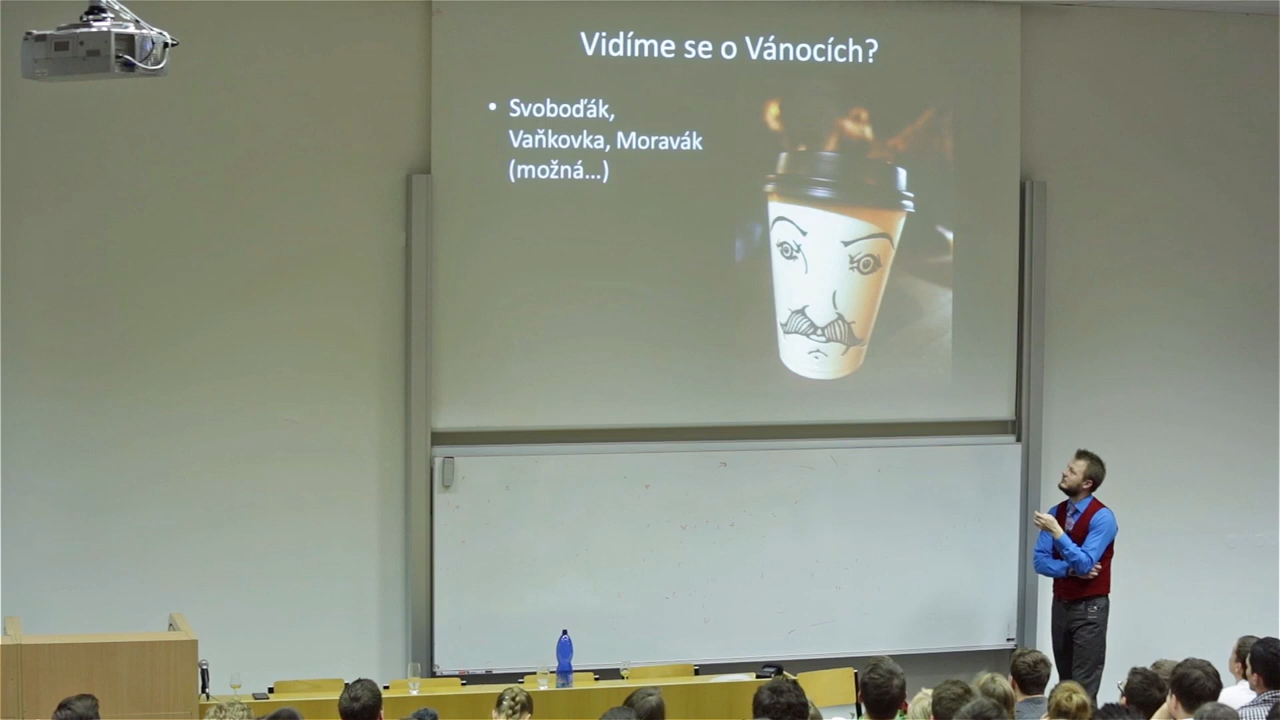 Vidíme se o Vánocích?
• Svoboďák,
Vaňkovka, Moravák
(možná…)